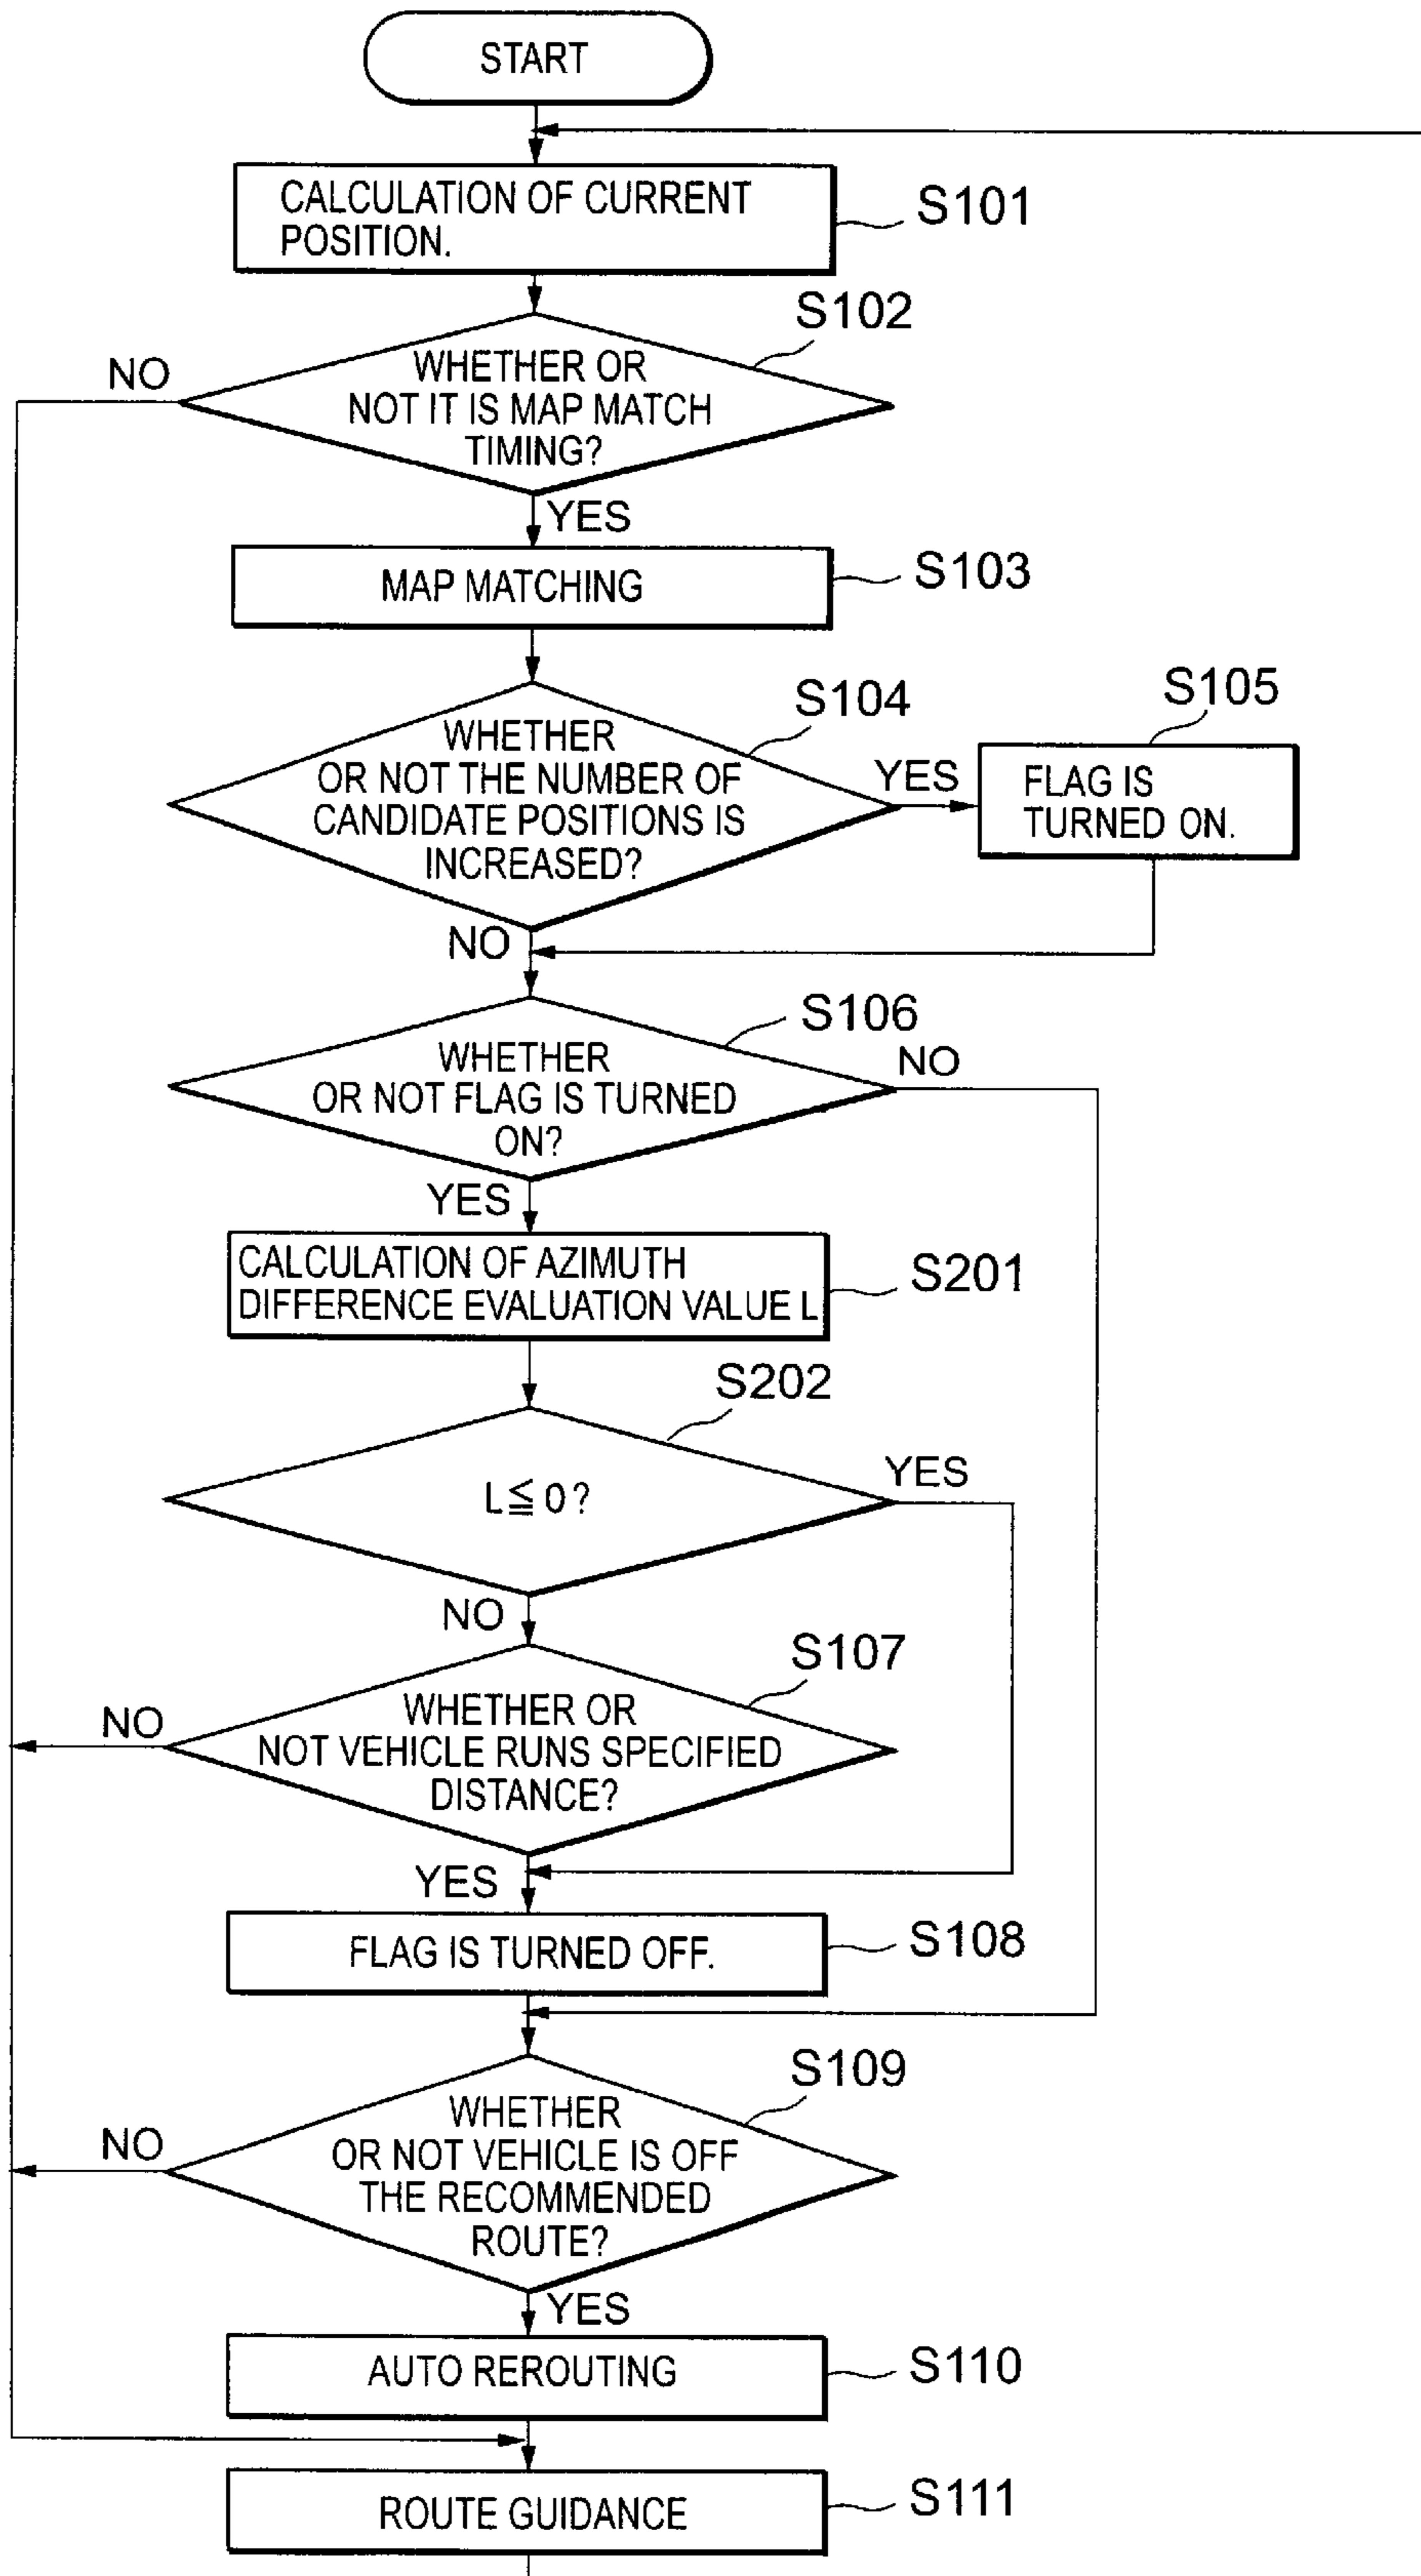 START
CALCULATION OF CURRENT
POSITION.
S101
S102
NO
WHETHER OR
NOT IT IS MAP MATCH
TIMING?
YES
MAP MATCHING
S103
S104
WHETHER
OR NOT THE NUMBER OF
CANDIDATE POSITIONS IS
INCREASED?
YES
S105
FLAG IS
TURNED ON.
NO
S106
WHETHER
OR NOT FLAG IS TURNED
ON?
NO
YES
CALCULATION OF AZIMUTH
DIFFERENCE EVALUATION VALUE L
S201
S202
L≦0?
YES
NO
S107
WHETHER OR
NOT VEHICLE RUNS SPECIFIED
DISTANCE?
NO
YES
FLAG IS TURNED OFF.
S108
S109
WHETHER
OR NOT VEHICLE IS OFF
THE RECOMMENDED
ROUTE?
NO
YES
AUTO REROUTING
S110
ROUTE GUIDANCE
S111